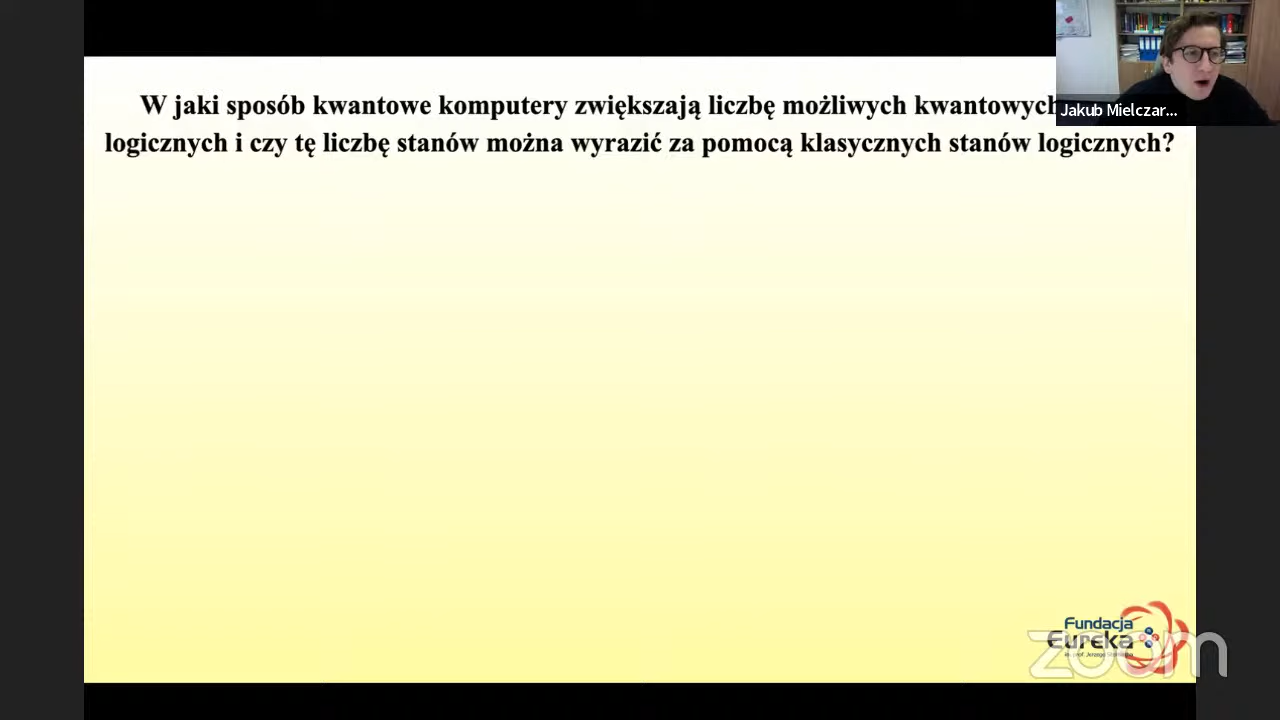 W jaki sposób kwantowe komputery zwiększają liczbę możliwych kwantowych
logicznych i czy tę liczbę stanów można wyrazić za pomocą klasycznych stanów logicznych?
Jakub Mielczar...
Fundacja
Eureka
zoom